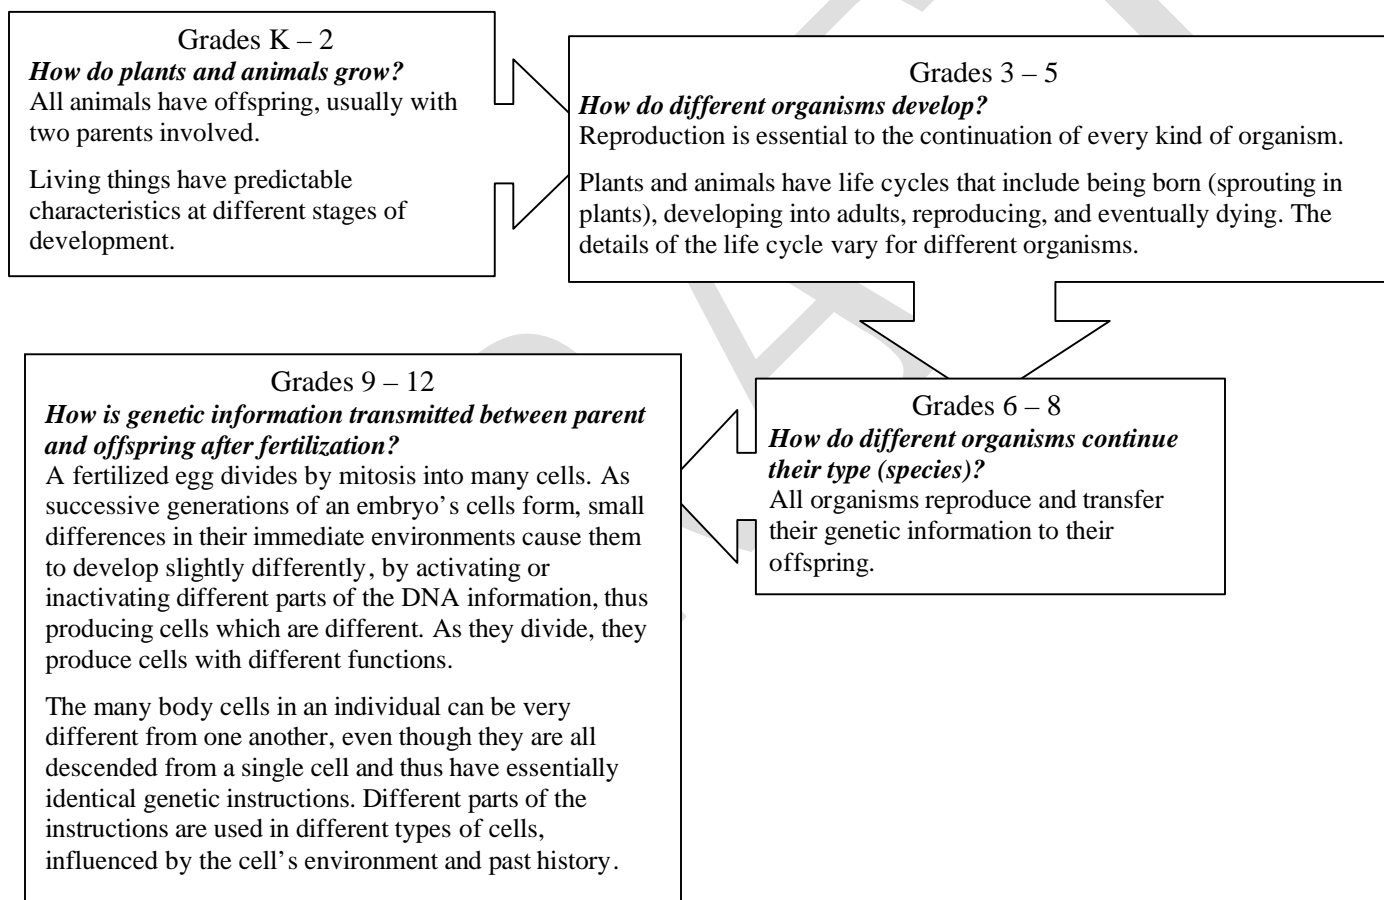 Grades K – 2
How do plants and animals grow?
All animals have offspring, usually with
two parents involved.
Living things have predictable
characteristics at different stages of
development.
Grades 3 – 5
How do different organisms develop?
Reproduction is essential to the continuation of every kind of organism.
Plants and animals have life cycles that include being born (sprouting in
plants), developing into adults, reproducing, and eventually dying. The
details of the life cycle vary for different organisms.
Grades 6 – 8
How do different organisms continue
their type (species)?
All organisms reproduce and transfer
their genetic information to their
offspring.
Grades 9 – 12
How is genetic information transmitted between parent
and offspring after fertilization?
A fertilized egg divides by mitosis into many cells. As
successive generations of an embryo’s cells form, small
differences in their immediate environments cause them
to develop slightly differently, by activating or
inactivating different parts of the DNA information, thus
producing cells which are different. As they divide, they
produce cells with different functions.
The many body cells in an individual can be very
different from one another, even though they are all
descended from a single cell and thus have essentially
identical genetic instructions. Different parts of the
instructions are used in different types of cells,
influenced by the cell’s environment and past history.